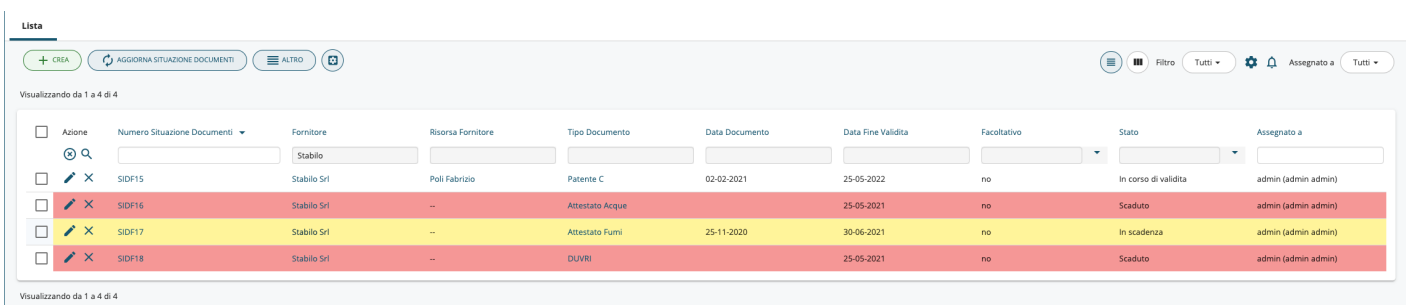 Lista
CREA AGGIORNA SITUAZIONE DOCUMENTI ALTRO Filtro Tutti Assegnato a Tutti
Visualizzando da 1 a 4 di 4
Azione Numero Situazione Documenti Fornitore Risorsa Fornitore Tipo Documento Data Documento Data Fine Validita Facoltativo Stato Assegnato a
Stabilo
SIDF15 Stabilo Srl Poli Fabrizio Patente C 02-02-2021 25-05-2022 no In corso di validita admin (admin admin)
SIDF16 Stabilo Srl -- Attestato Acque 25-05-2021 no Scaduto admin (admin admin)
SIDF17 Stabilo Srl -- Attestato Fumi 25-11-2020 30-06-2021 no In scadenza admin (admin admin)
SIDF18 Stabilo Srl -- DUVRI 25-05-2021 no Scaduto admin (admin admin)
Visualizzando da 1 a 4 di 4